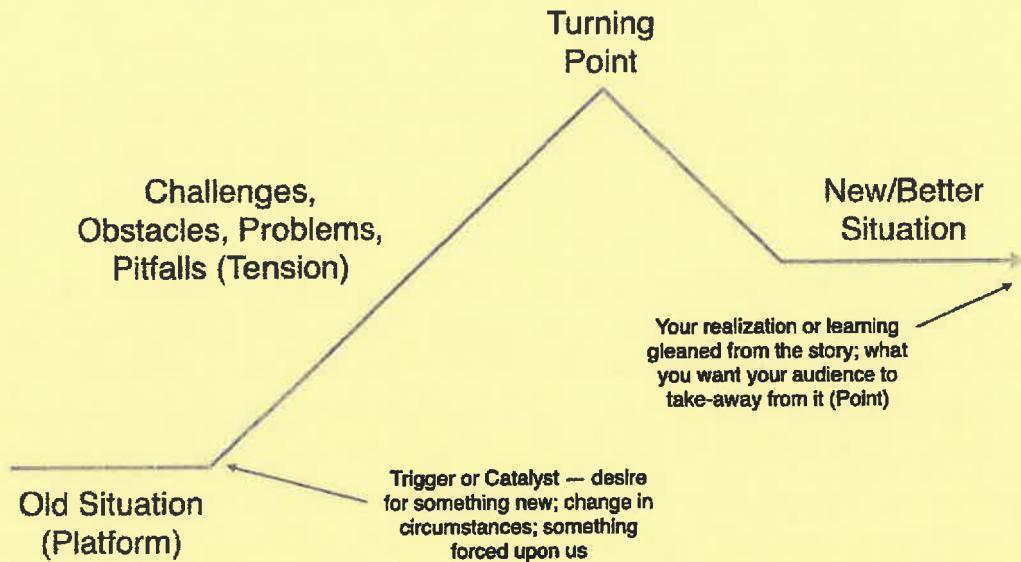 Turning
Point
Challenges,
Obstacles, Problems,
Pitfalls (Tension)
New/Better
Situation
Your realization or learning
gleaned from the story; what
you want your audience to
take-away from it (Point)
Old Situation
(Platform)
Trigger or Catalyst — desire
for something new; change in
circumstances; something
forced upon us